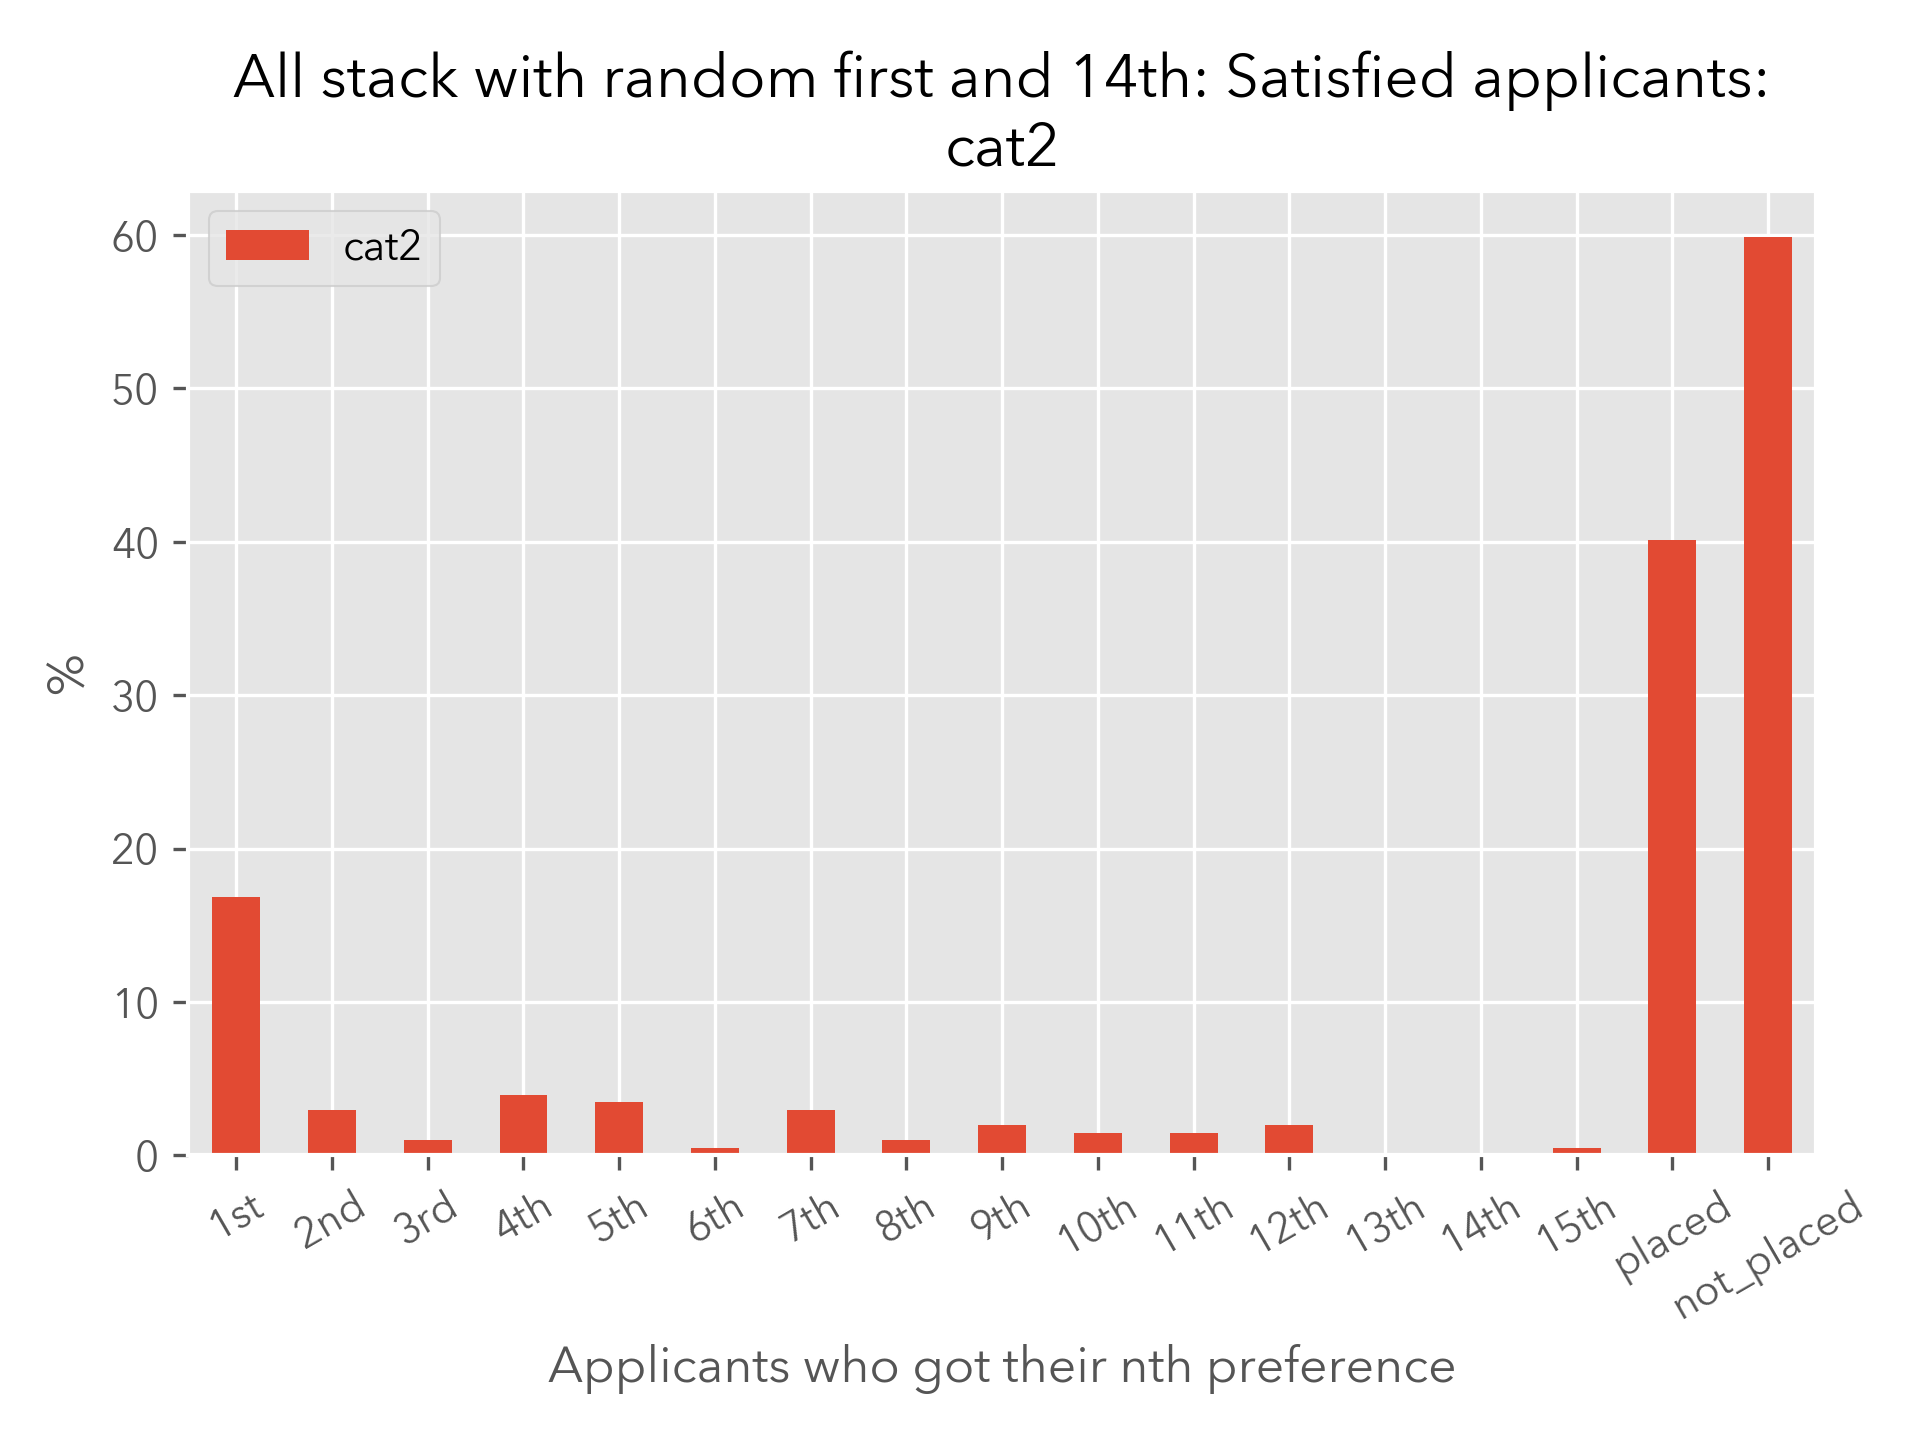 All stack with random first and 14th: Satisfied applicants:
cat2
cat2
60
50
40
30
20
10
0
%
1st
2nd
3rd
4th
5th
6th
7th
8th
9th
10th
11th
12th
13th
14th
15th
placed
not_placed
Applicants who got their nth preference